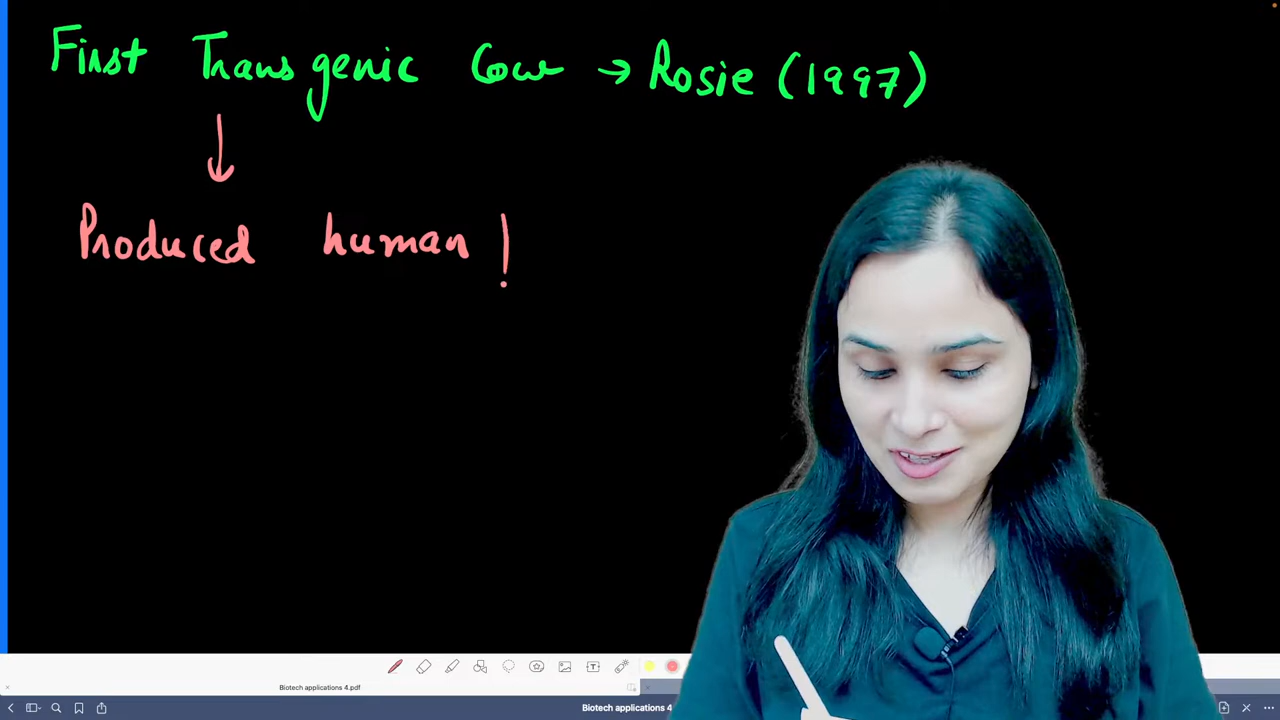 First Transgenic Cow → Rosie (1997)
↓
Produced human !
Biotech applications 4.pdf
Biotech applications 4